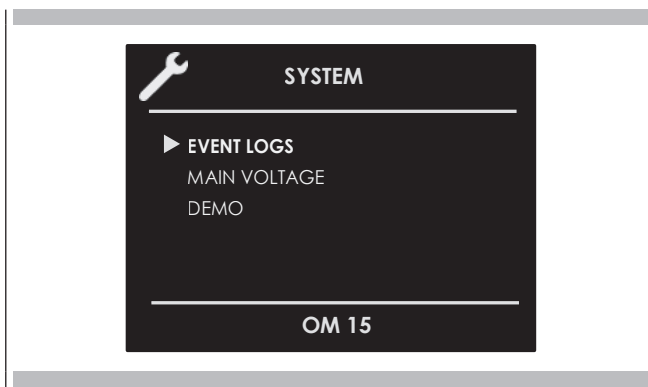 SYSTEM
EVENT LOGS
MAIN VOLTAGE
DEMO
OM 15